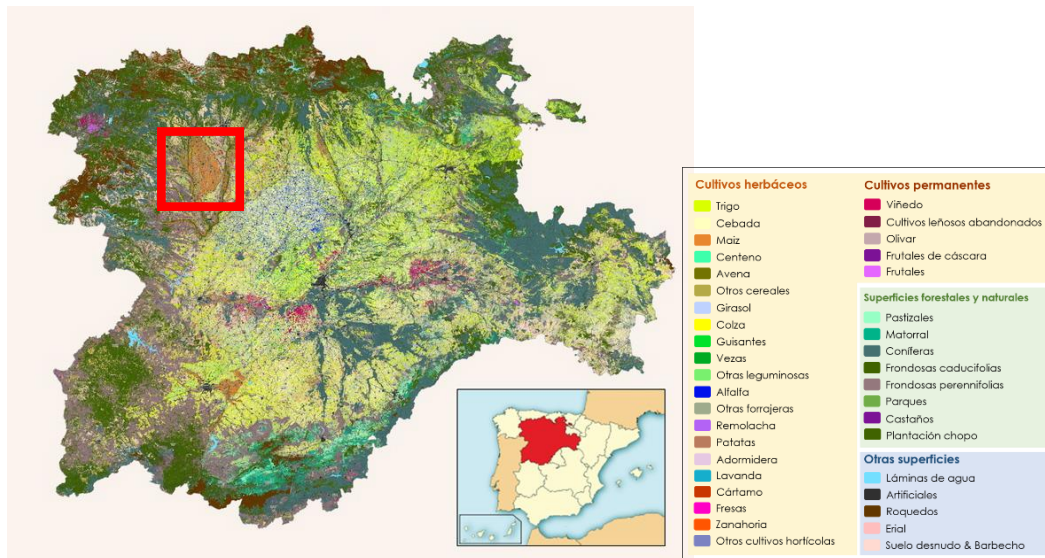 Cultivos herbáceos
Trigo
Cebada
Maiz
Centeno
Avena
Otros cereales
Girasol
Colza
Guisantes
Vezas
Otras leguminosas
Alfalfa
Otras forrajeras
Remolacha
Patatas
Adormidera
Lavanda
Cártamo
Fresas
Zanahoria
Otros cultivos hortícolas
Cultivos permanentes
Viñedo
Cultivos leñosos abandonados
Olivar
Frutales de cáscara
Frutales
Superficies forestales y naturales
Pastizales
Matorral
Coníferas
Frondosas caducifolias
Frondosas perennifolias
Parques
Castaños
Plantación chopo
Otras superficies
Láminas de agua
Artificiales
Roquedos
Erial
Suelo desnudo & Barbecho